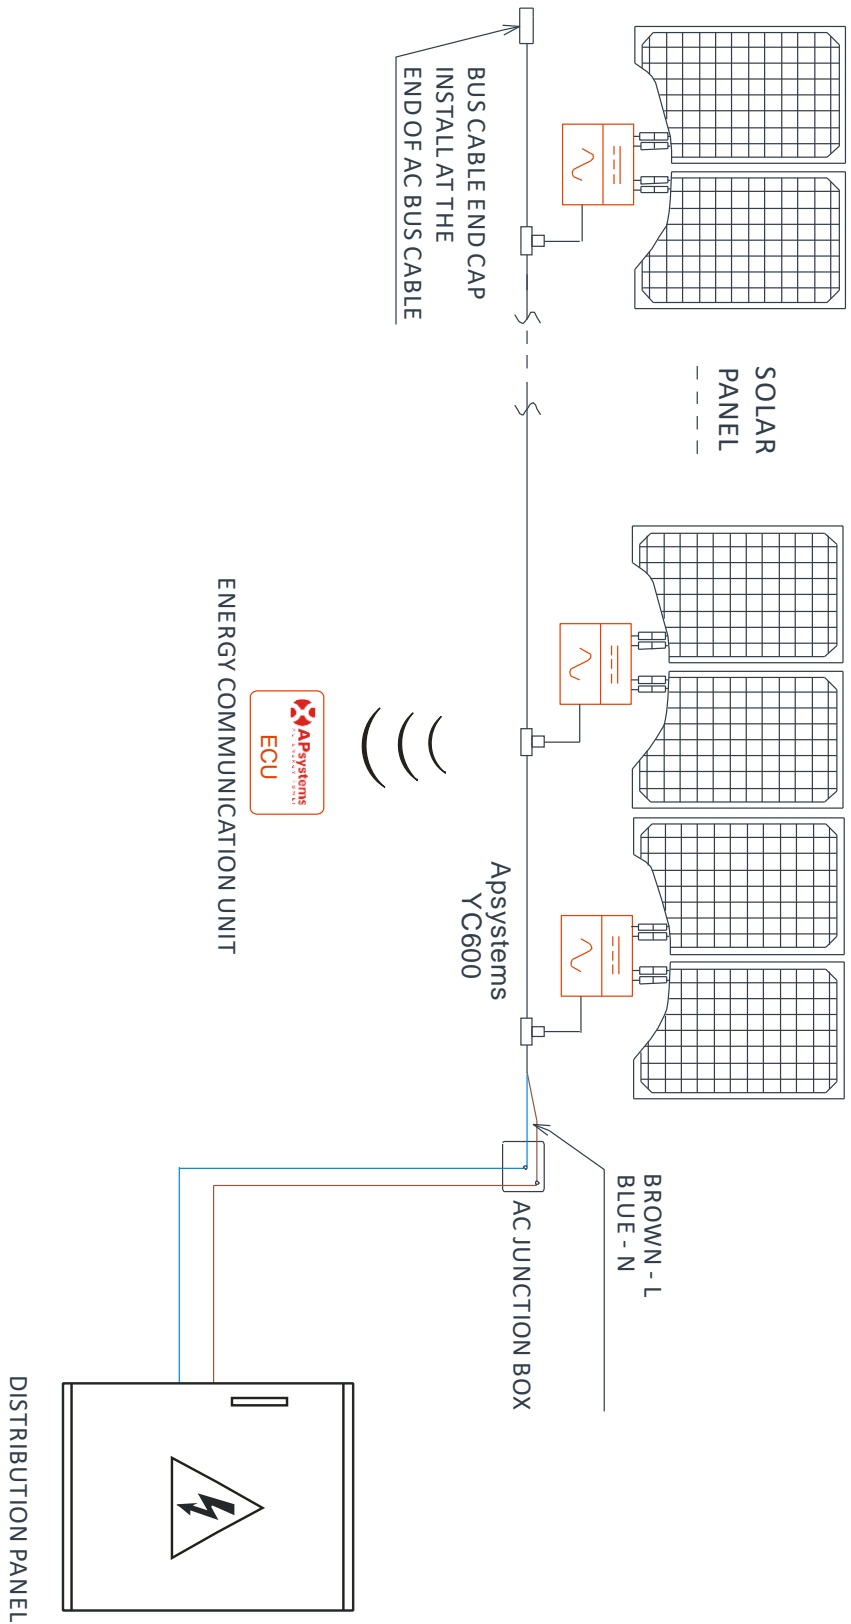 SOLAR
PANEL
BUS CABLE END CAP
INSTALL AT THE
END OF AC BUS CABLE
Apsystems
YC600
BROWN - L
BLUE - N
AC JUNCTION BOX
APsystems
ECU
ENERGY COMMUNICATION UNIT
DISTRIBUTION PANEL